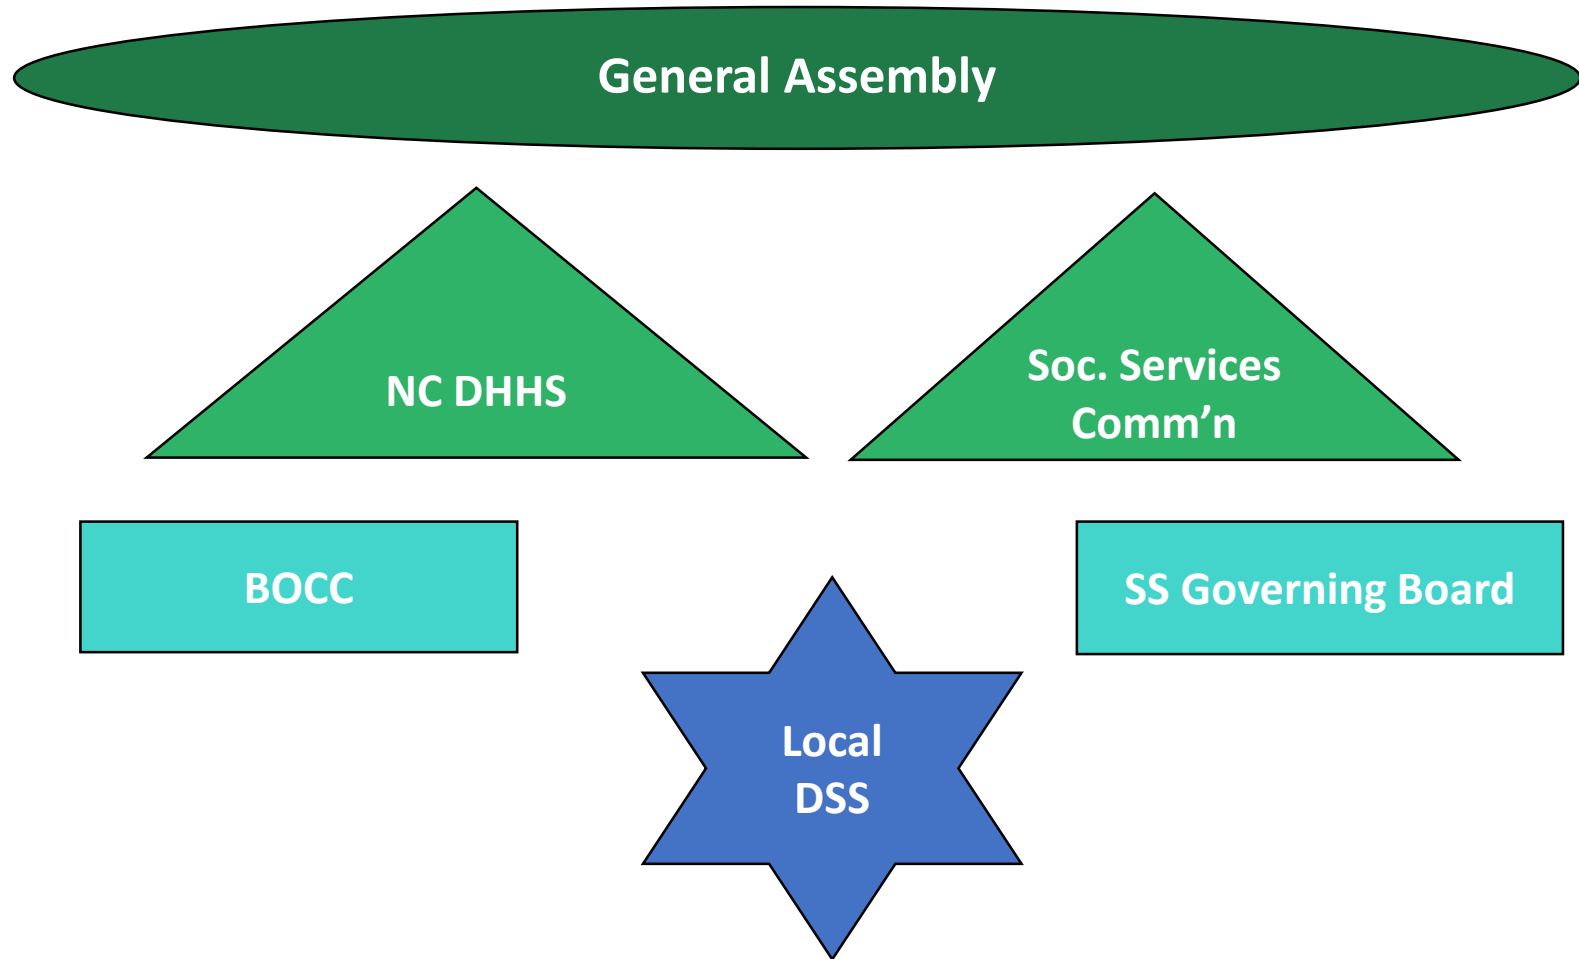 General Assembly
NC DHHS
Soc. Services
Comm’n
BOCC
SS Governing Board
Local
DSS